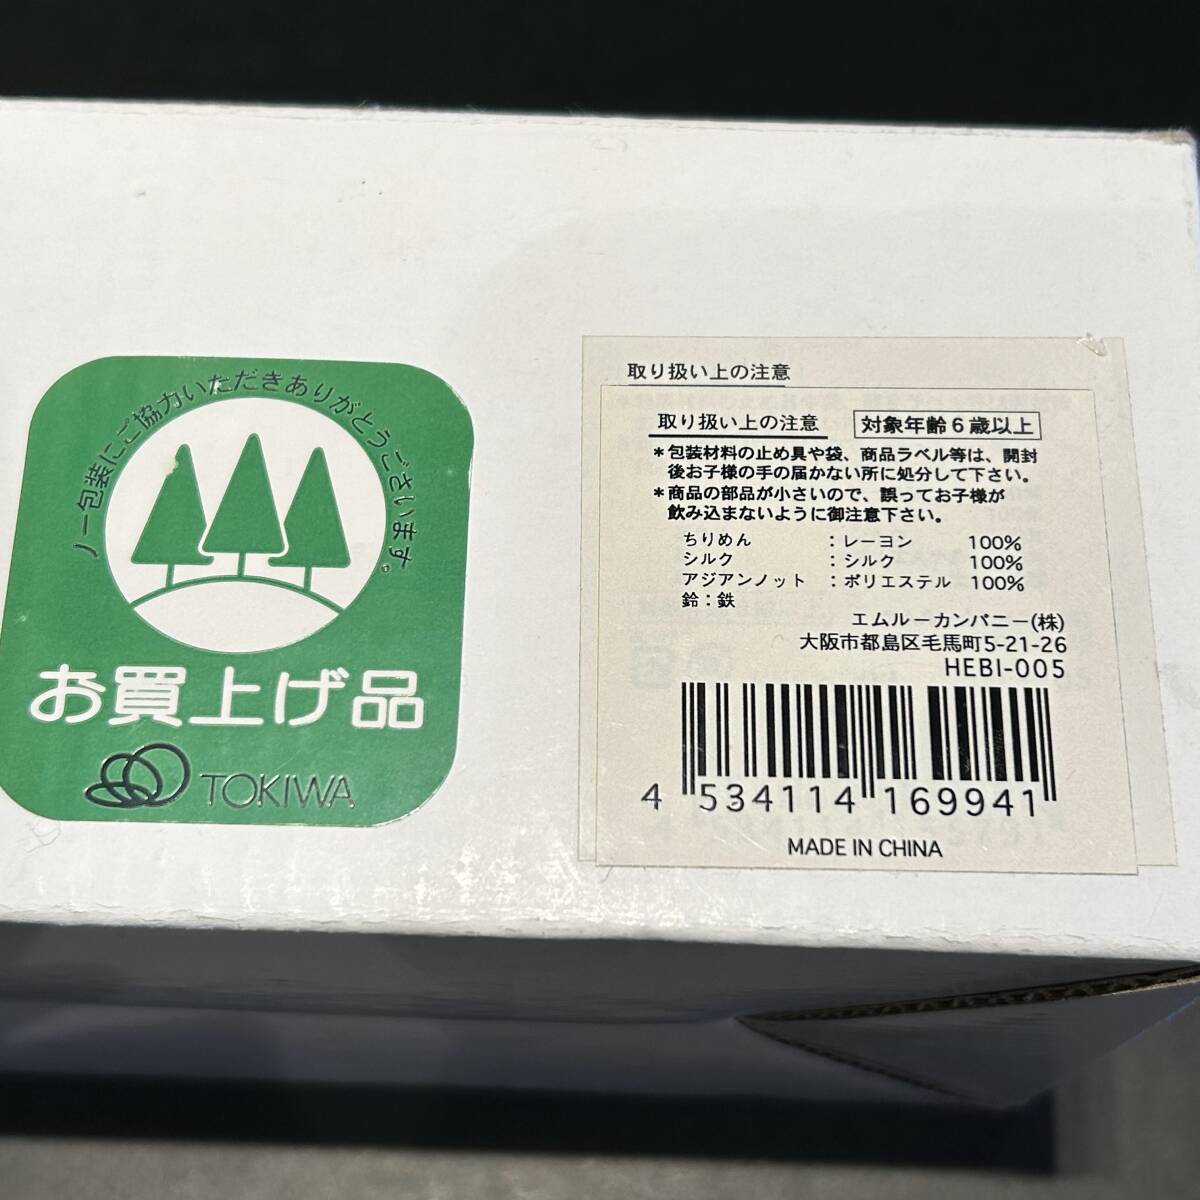 ノー包装にご協力いただきありがとうございます。
お買上げ品
TOKIWA
取り扱い上の注意
取り扱い上の注意 対象年齢6歳以上
*包装材料の止め具や袋、商品ラベル等は、開封
後お子様の手の届かない所に処分して下さい。
*商品の部品が小さいので、誤ってお子様が
飲み込まないように御注意下さい。
ちりめん :レーヨン 100%
シルク :シルク 100%
アジアンノット :ポリエステル 100%
鈴:鉄
エムルーカンパニー(株)
大阪市都島区毛馬町5-21-26
HEBI-005
4 534114 169941
MADE IN CHINA